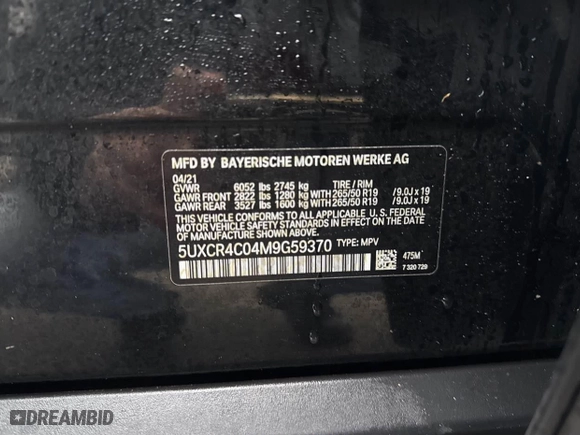 MFD BY BAYERISCHE MOTOREN WERKE AG
04/21
GVWR 6052 lbs 2745 kg TIRE / RIM
GAWR FRONT 2822 lbs 1280 kg WITH 265/50 R19 /9.0J x 19
GAWR REAR 3527 lbs 1600 kg WITH 265/50 R19 /9.0J x 19
THIS VEHICLE CONFORMS TO ALL APPLICABLE U. S. FEDERAL
MOTOR VEHICLE SAFETY STANDARDS IN EFFECT ON THE
DATE OF MANUFACTURE SHOWN ABOVE.
5UXCR4C04M9G59370 TYPE: MPV
475M
7 320 729
DREAMBID